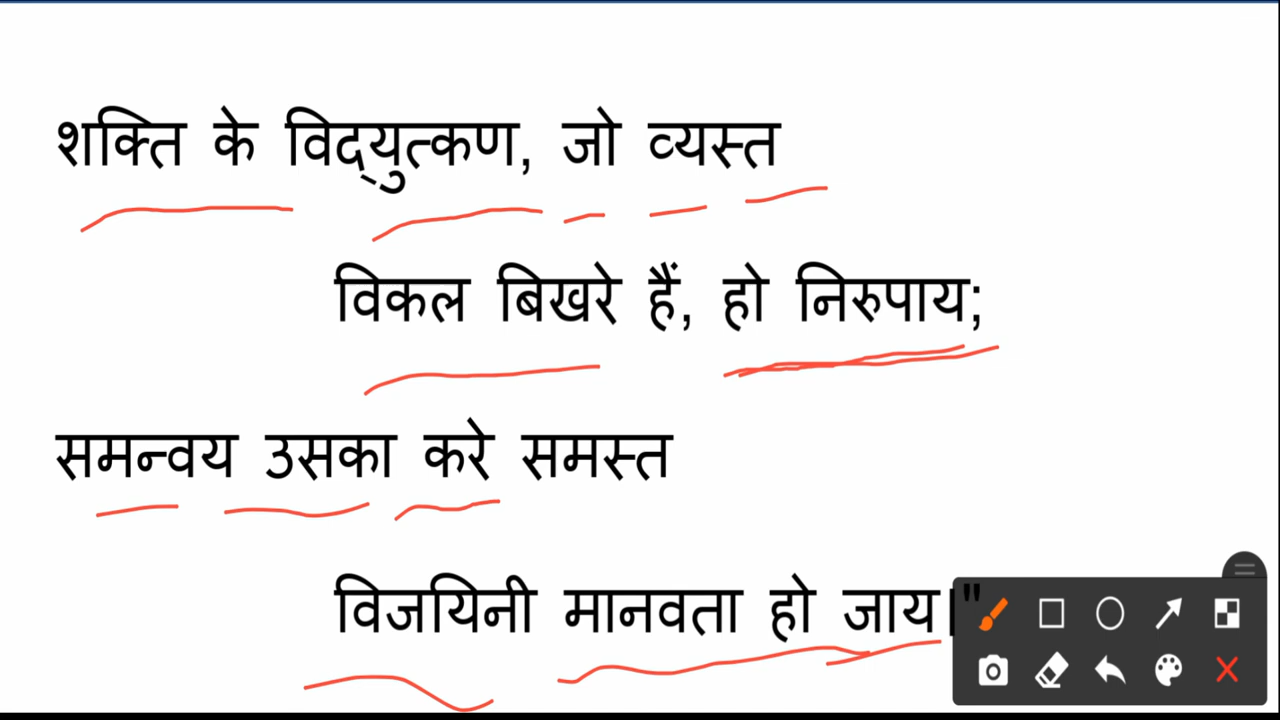 शक्ति के विद्‌युत्कण, जो व्यस्त
विकल बिखरे हैं, हो निरुपाय;
समन्वय उसका करे समस्त
विजयिनी मानवता हो जाय।"